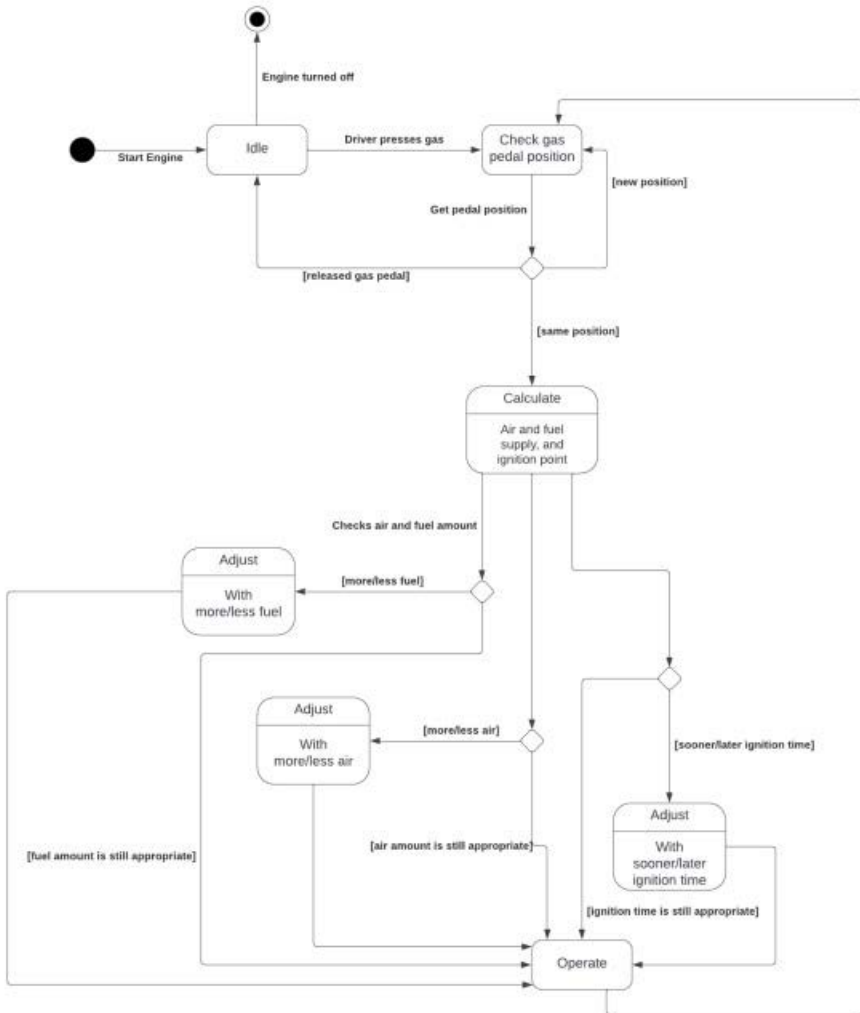 Engine turned off
Start Engine
Idle
Driver presses gas
Check gas
pedal position
[new position]
Get pedal position
[released gas pedal]
[same position]
Calculate
Air and fuel
supply, and
ignition point
Checks air and fuel amount
Adjust
With
more/less fuel
[more/less fuel]
Adjust
With
more/less air
[more/less air]
[sooner/later ignition time]
Adjust
With
sooner/later
ignition time
[fuel amount is still appropriate]
[air amount is still appropriate]
[ignition time is still appropriate]
Operate